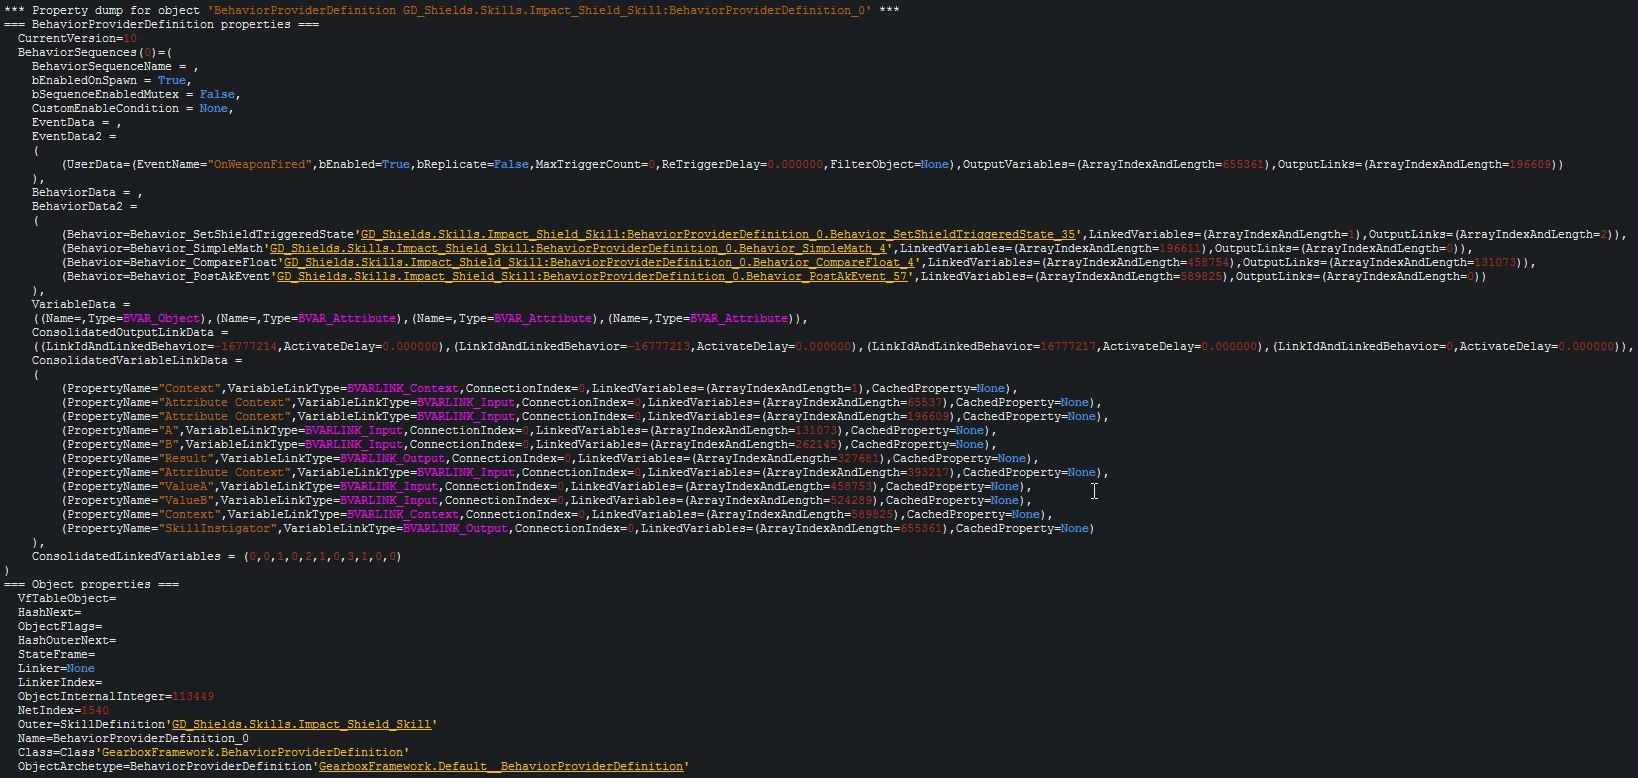 *** Property dump for object 'BehaviorProviderDefinition GD_Shields.Skills.Impact_Shield_Skill:BehaviorProviderDefinition_0' ***
=== BehaviorProviderDefinition properties ===
CurrentVersion=10
BehaviorSequences(0)=(
BehaviorSequenceName = ,
bEnabledOnSpawn = True,
bSequenceEnabledMutex = False,
CustomEnableCondition = None,
EventData = ,
EventData2 =
(
(UserData=(EventName="OnWeaponFired",bEnabled=True,bReplicate=False,MaxTriggerCount=0,ReTriggerDelay=0.000000,FilterObject=None),OutputVariables=(ArrayIndexAndLength=655361),OutputLinks=(ArrayIndexAndLength=196609))
),
BehaviorData = ,
BehaviorData2 =
(
(Behavior=Behavior_SetShieldTriggeredState'GD_Shields.Skills.Impact_Shield_Skill:BehaviorProviderDefinition_0.Behavior_SetShieldTriggeredState_35',LinkedVariables=(ArrayIndexAndLength=1),OutputLinks=(ArrayIndexAndLength=2)),
(Behavior=Behavior_SimpleMath'GD_Shields.Skills.Impact_Shield_Skill:BehaviorProviderDefinition_0.Behavior_SimpleMath_4',LinkedVariables=(ArrayIndexAndLength=196611),OutputLinks=(ArrayIndexAndLength=0)),
(Behavior=Behavior_CompareFloat'GD_Shields.Skills.Impact_Shield_Skill:BehaviorProviderDefinition_0.Behavior_CompareFloat_4',LinkedVariables=(ArrayIndexAndLength=458754),OutputLinks=(ArrayIndexAndLength=131073)),
(Behavior=Behavior_PostAkEvent'GD_Shields.Skills.Impact_Shield_Skill:BehaviorProviderDefinition_0.Behavior_PostAkEvent_57',LinkedVariables=(ArrayIndexAndLength=589825),OutputLinks=(ArrayIndexAndLength=0))
),
VariableData =
((Name=,Type=BVAR_Object),(Name=,Type=BVAR_Attribute),(Name=,Type=BVAR_Attribute),(Name=,Type=BVAR_Attribute)),
ConsolidatedOutputLinkData =
((LinkIdAndLinkedBehavior=-16777214,ActivateDelay=0.000000),(LinkIdAndLinkedBehavior=-16777213,ActivateDelay=0.000000),(LinkIdAndLinkedBehavior=16777217,ActivateDelay=0.000000),(LinkIdAndLinkedBehavior=0,ActivateDelay=0.000000)),
ConsolidatedVariableLinkData =
(
(PropertyName="Context",VariableLinkType=BVARLINK_Context,ConnectionIndex=0,LinkedVariables=(ArrayIndexAndLength=1),CachedProperty=None),
(PropertyName="Attribute Context",VariableLinkType=BVARLINK_Input,ConnectionIndex=0,LinkedVariables=(ArrayIndexAndLength=65537),CachedProperty=None),
(PropertyName="Attribute Context",VariableLinkType=BVARLINK_Input,ConnectionIndex=0,LinkedVariables=(ArrayIndexAndLength=196609),CachedProperty=None),
(PropertyName="A",VariableLinkType=BVARLINK_Input,ConnectionIndex=0,LinkedVariables=(ArrayIndexAndLength=131073),CachedProperty=None),
(PropertyName="B",VariableLinkType=BVARLINK_Input,ConnectionIndex=0,LinkedVariables=(ArrayIndexAndLength=262145),CachedProperty=None),
(PropertyName="Result",VariableLinkType=BVARLINK_Output,ConnectionIndex=0,LinkedVariables=(ArrayIndexAndLength=327681),CachedProperty=None),
(PropertyName="Attribute Context",VariableLinkType=BVARLINK_Input,ConnectionIndex=0,LinkedVariables=(ArrayIndexAndLength=393217),CachedProperty=None),
(PropertyName="ValueA",VariableLinkType=BVARLINK_Input,ConnectionIndex=0,LinkedVariables=(ArrayIndexAndLength=458753),CachedProperty=None),
(PropertyName="ValueB",VariableLinkType=BVARLINK_Input,ConnectionIndex=0,LinkedVariables=(ArrayIndexAndLength=524289),CachedProperty=None),
(PropertyName="Context",VariableLinkType=BVARLINK_Context,ConnectionIndex=0,LinkedVariables=(ArrayIndexAndLength=589825),CachedProperty=None),
(PropertyName="SkillInstigator",VariableLinkType=BVARLINK_Output,ConnectionIndex=0,LinkedVariables=(ArrayIndexAndLength=655361),CachedProperty=None)
),
ConsolidatedLinkedVariables = (0,0,1,0,2,1,0,3,1,0,0)
)
=== Object properties ===
VfTableObject=
HashNext=
ObjectFlags=
HashOuterNext=
StateFrame=
Linker=None
LinkerIndex=
ObjectInternalInteger=113449
NetIndex=1540
Outer=SkillDefinition'GD_Shields.Skills.Impact_Shield_Skill'
Name=BehaviorProviderDefinition_0
Class=Class'GearboxFramework.BehaviorProviderDefinition'
ObjectArchetype=BehaviorProviderDefinition'GearboxFramework.Default__BehaviorProviderDefinition'